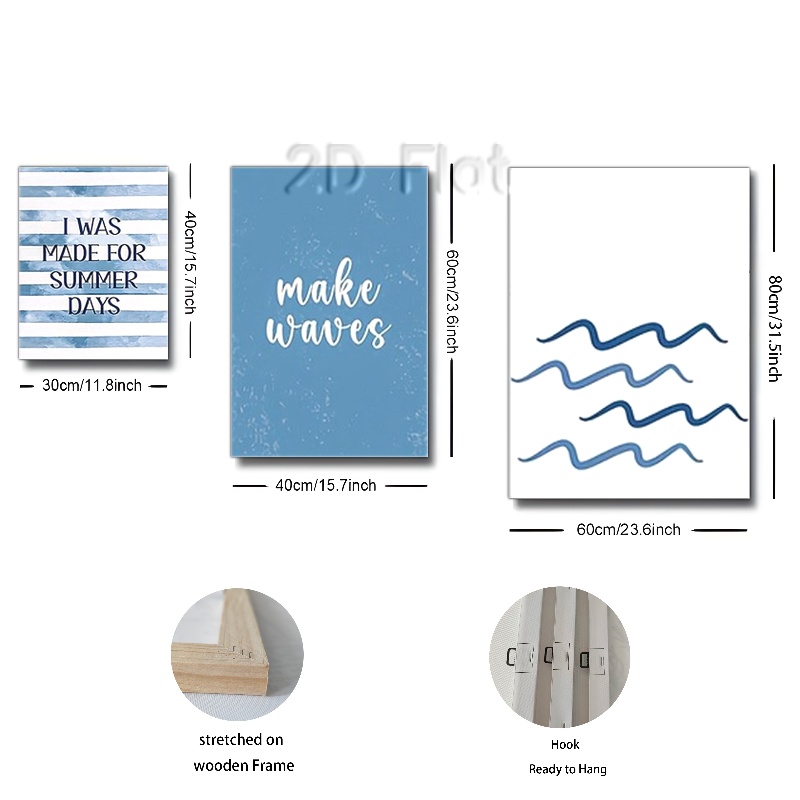 2D Flat
I WAS
MADE FOR
SUMMER
DAYS
40cm/15.7inch
30cm/11.8inch
make
waves
60cm/23.6inch
40cm/15.7inch
80cm/31.5inch
60cm/23.6inch
stretched on
wooden Frame
Hook
Ready to Hang